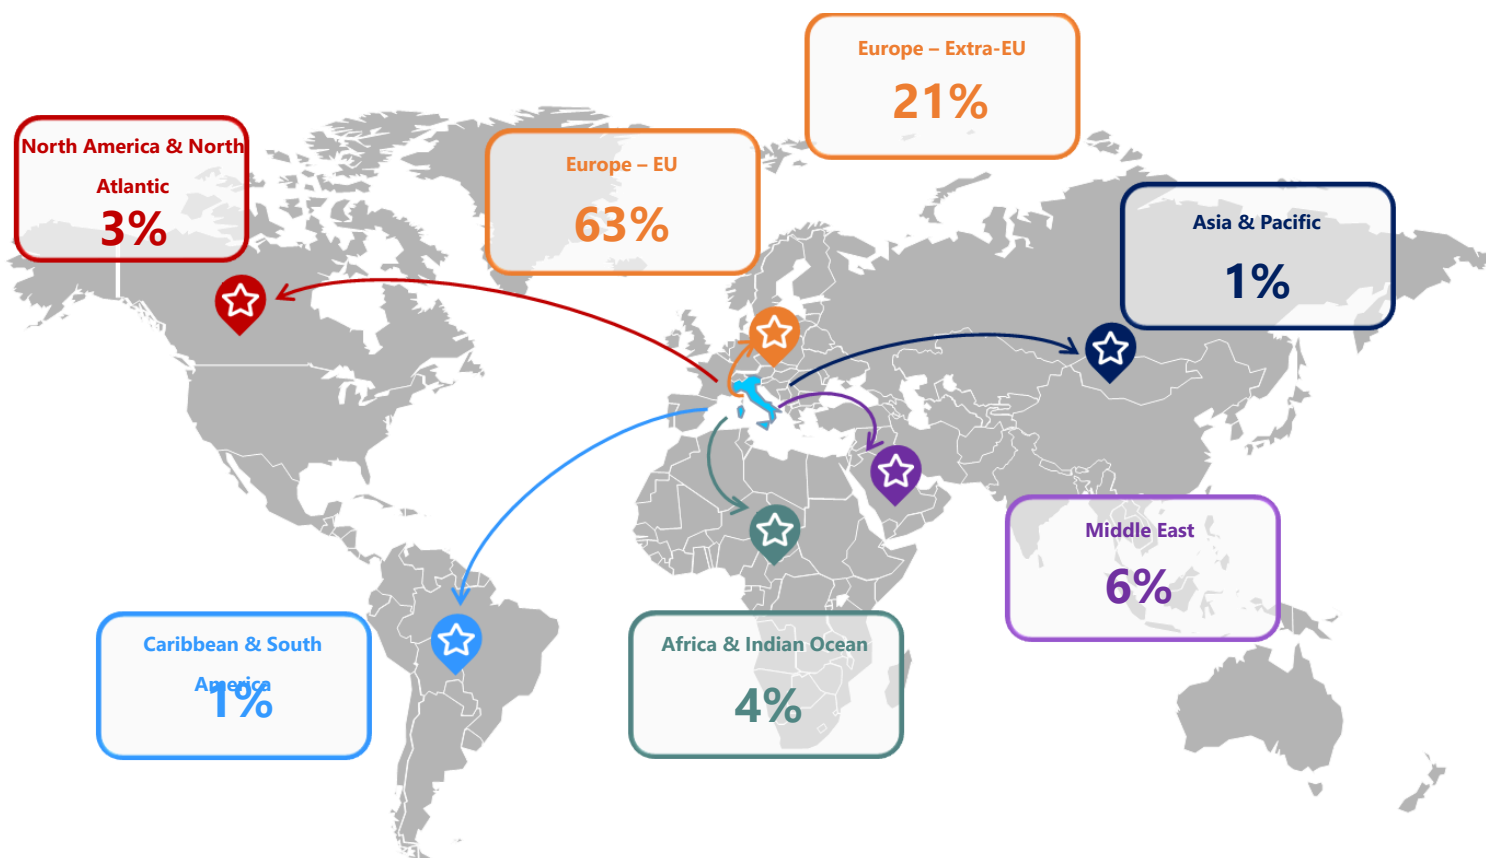 Europe – Extra-EU
21%
North America & North
Atlantic
3%
Europe – EU
63%
Asia & Pacific
1%
Middle East
6%
Caribbean & South
America
1%
Africa & Indian Ocean
4%